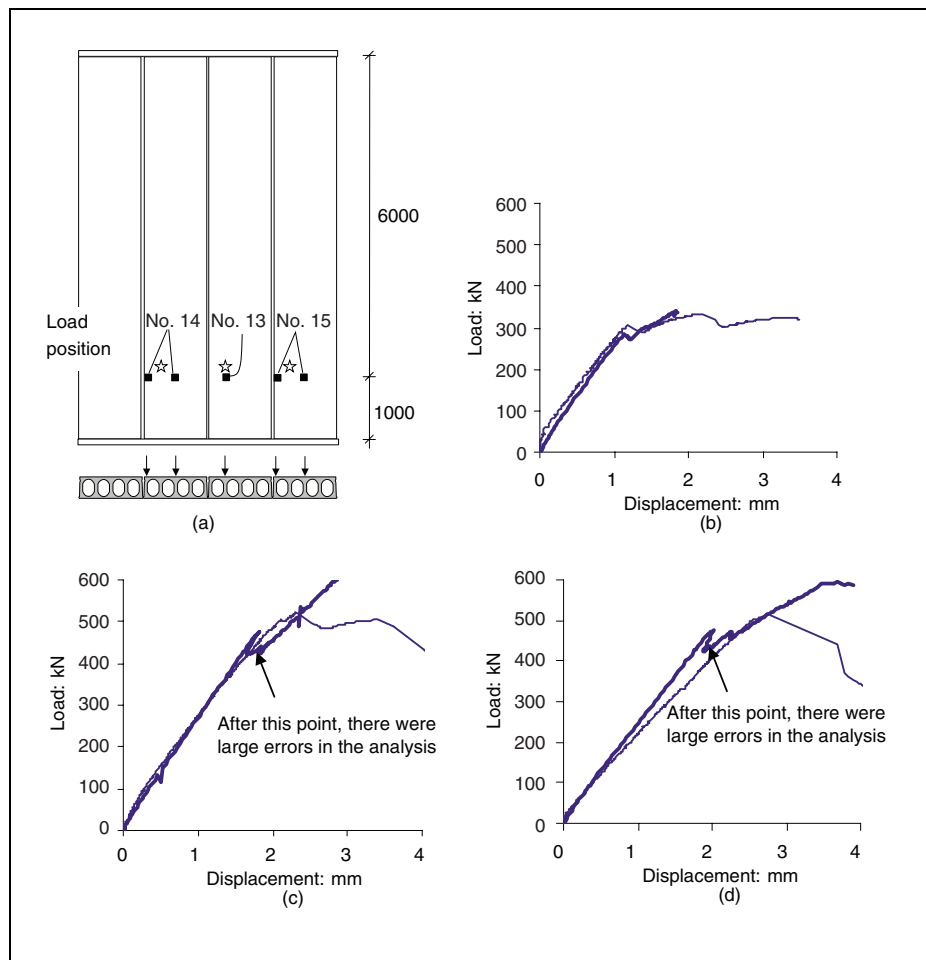 6000
No. 14 No. 13 No. 15
Load
position
1000
(a)
600
500
400
300
200
100
0
Load: kN
0 1 2 3 4
Displacement: mm
(b)
600
500
400
300
200
100
0
Load: kN
After this point, there were
large errors in the analysis
0 1 2 3 4
Displacement: mm
(c)
600
500
400
300
200
100
0
Load: kN
After this point, there were
large errors in the analysis
0 1 2 3 4
Displacement: mm
(d)